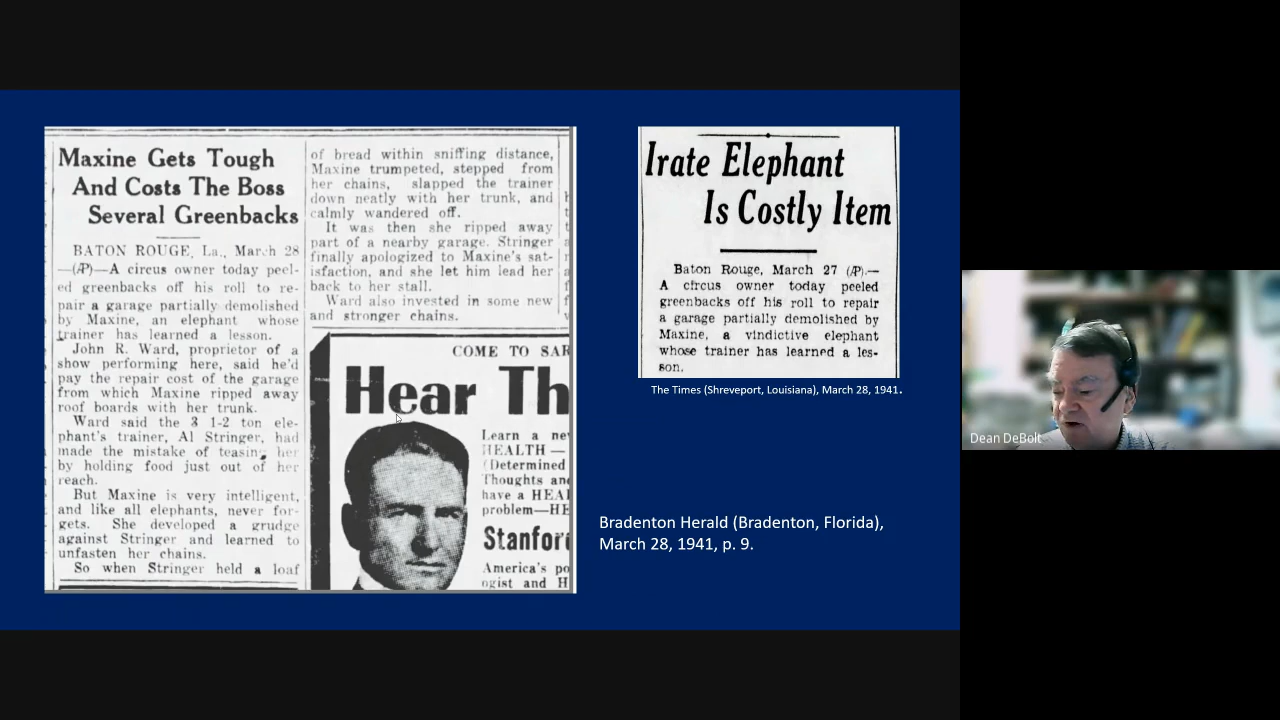 Maxine Gets Tough
And Costs The Boss
Several Greenbacks
BATON ROUGE, La., March 28
—(AP)—A circus owner today peel-
ed greenbacks off his roll to re-
pair a garage partially demolished
by Maxine, an elephant whose
trainer has learned a lesson.
John R. Ward, proprietor of a
show performing here, said he'd
pay the repair cost of the garage
from which Maxine ripped away
roof boards with her trunk.
Ward said the 3 1-2 ton ele-
phant's trainer, Al Stringer, had
made the mistake of teasing her
by holding food just out of her
reach.
But Maxine is very intelligent,
and like all elephants, never for-
gets. She developed a grudge
against Stringer and learned to
unfasten her chains.
So when Stringer held a loaf
of bread within sniffing distance,
Maxine trumpeted, stepped from
her chains, slapped the trainer
down neatly with her trunk, and
calmly wandered off.
It was then she ripped away
part of a nearby garage. Stringer
finally apologized to Maxine's sat-
isfaction, and she let him lead her
back to her stall.
Ward also invested in some new
and stronger chains.
COME TO SAR
Hear Th
Learn a ne
HEALTH —
(Determined
Thoughts an
have a HEA
problem—HE
Stanfor
America's po
ogist and H
Irate Elephant
Is Costly Item
Baton Rouge, March 27 (AP).—
A circus owner today peeled
greenbacks off his roll to repair
a garage partially demolished by
Maxine, a vindictive elephant
whose trainer has learned a les-
son.
The Times (Shreveport, Louisiana), March 28, 1941.
Bradenton Herald (Bradenton, Florida),
March 28, 1941, p. 9.
Dean DeBolt